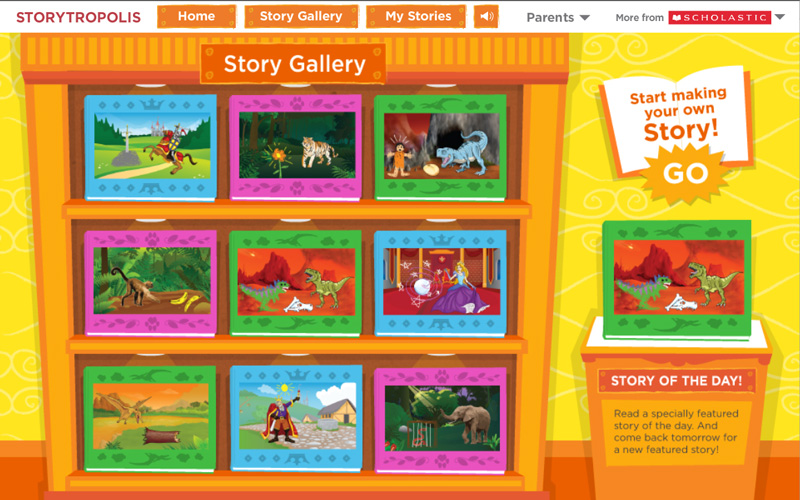 STORYTROPOLIS
Home
Story Gallery
My Stories
Parents
More from
SCHOLASTIC
Story Gallery
Start making
your own
Story!
GO
STORY OF THE DAY!
Read a specially featured
story of the day. And
come back tomorrow for
a new featured story!